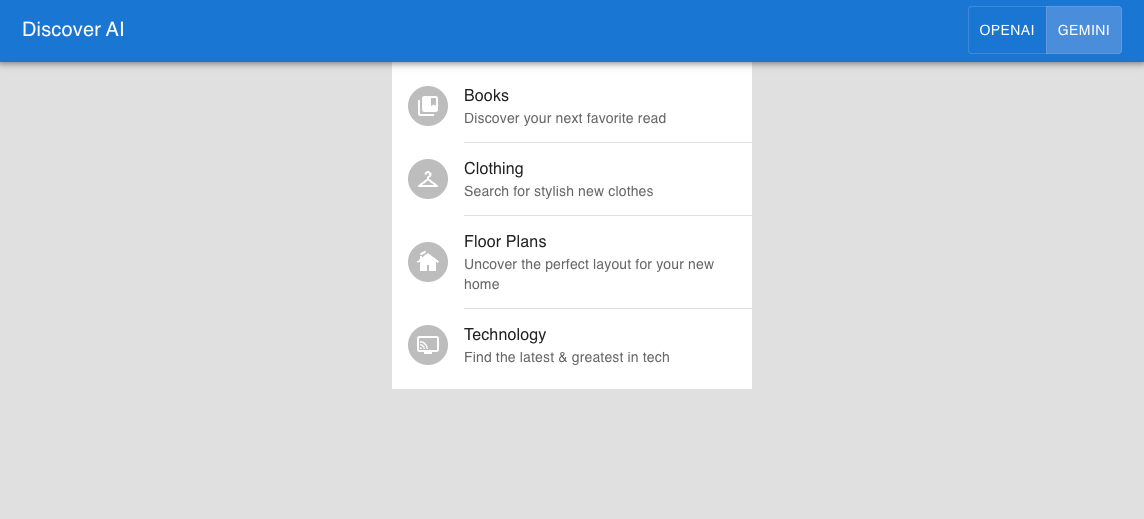 Discover AI
OPENAI
GEMINI
Books
Discover your next favorite read
Clothing
Search for stylish new clothes
Floor Plans
Uncover the perfect layout for your new
home
Technology
Find the latest & greatest in tech